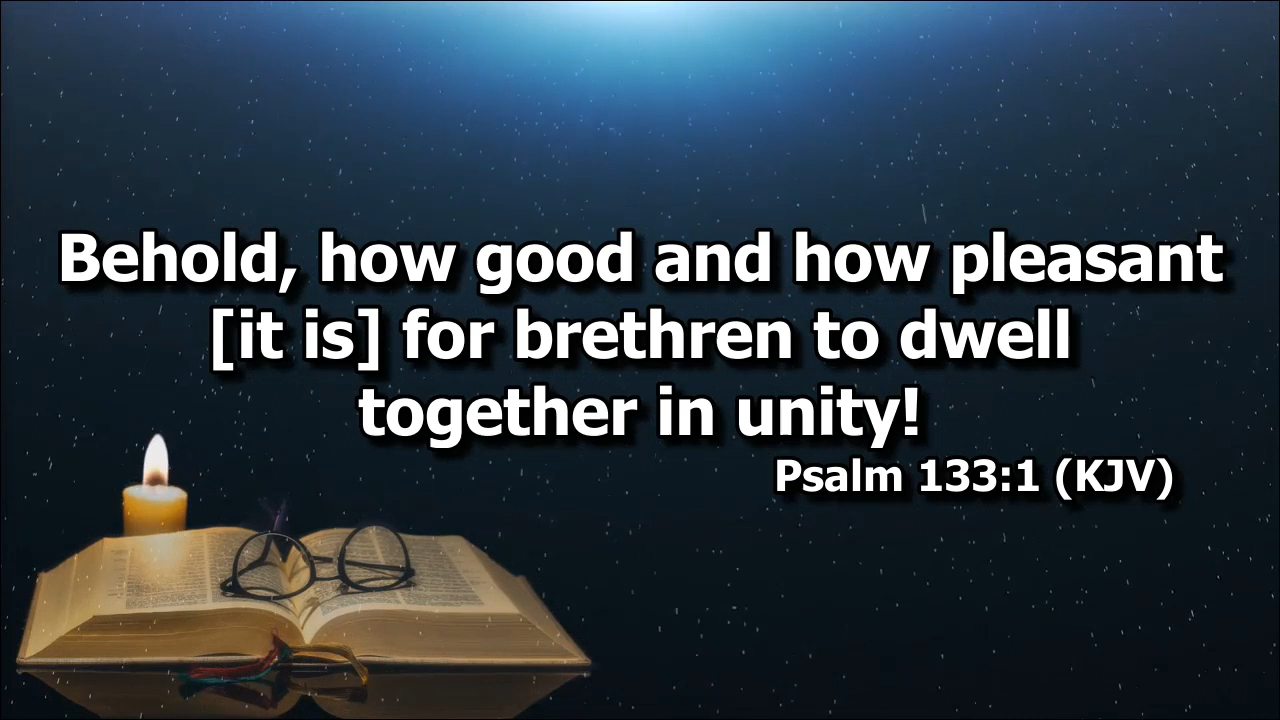 Behold, how good and how pleasant
[it is] for brethren to dwell
together in unity!
Psalm 133:1 (KJV)